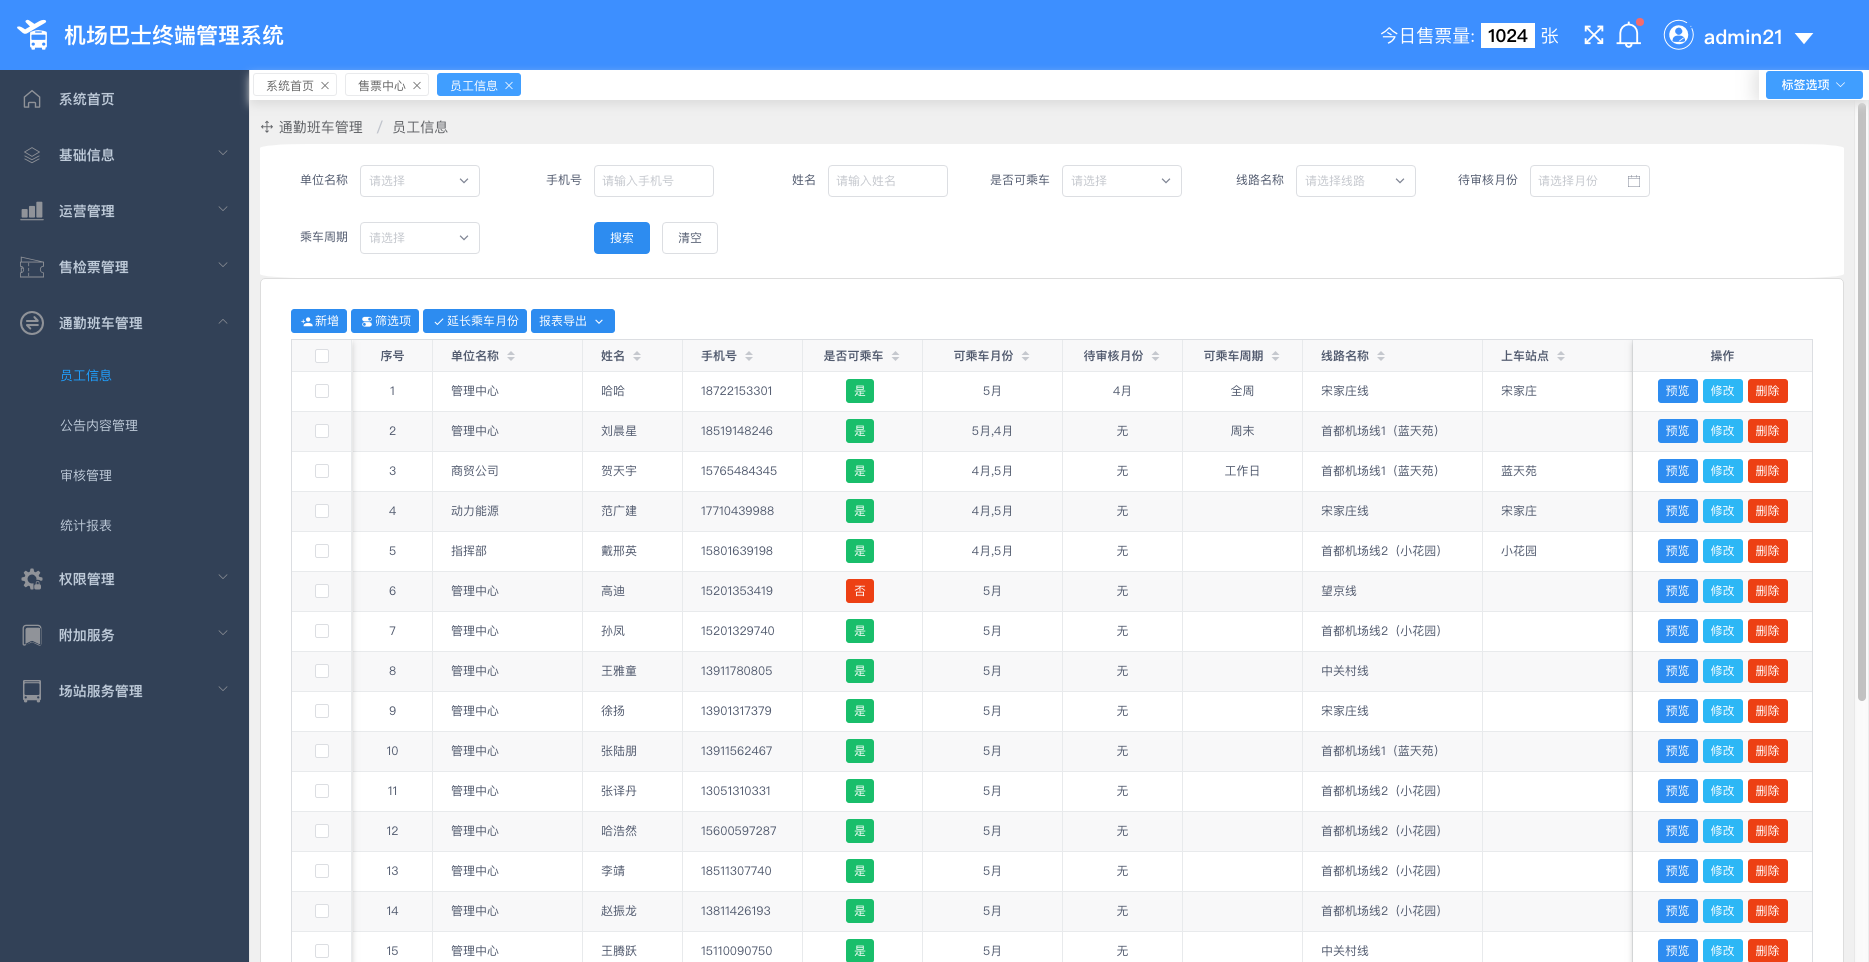 机场巴士终端管理系统
今日售票量: 1024 张
admin21
系统首页
基础信息
运营管理
售检票管理
通勤班车管理
员工信息
公告内容管理
审核管理
统计报表
权限管理
附加服务
场站服务管理
系统首页 售票中心 员工信息 标签选项
通勤班车管理 / 员工信息
单位名称 请选择 手机号 请输入手机号 姓名 请输入姓名 是否可乘车 请选择 线路名称 请选择线路 待审核月份 请选择月份
乘车周期 请选择 搜索 清空
新增 筛选项 延长乘车月份 报表导出
序号 单位名称 姓名 手机号 是否可乘车 可乘车月份 待审核月份 可乘车周期 线路名称 上车站点 操作
1 管理中心 哈哈 18722153301 是 5月 4月 全周 宋家庄线 宋家庄 预览 修改 删除
2 管理中心 刘晨星 18519148246 是 5月,4月 无 周末 首都机场线1（蓝天苑） 预览 修改 删除
3 商贸公司 贺天宇 15765484345 是 4月,5月 无 工作日 首都机场线1（蓝天苑） 蓝天苑 预览 修改 删除
4 动力能源 范广建 17710439988 是 4月,5月 无 宋家庄线 宋家庄 预览 修改 删除
5 指挥部 戴邢英 15801639198 是 4月,5月 无 首都机场线2（小花园） 小花园 预览 修改 删除
6 管理中心 高迪 15201353419 否 5月 无 望京线 预览 修改 删除
7 管理中心 孙凤 15201329740 是 5月 无 首都机场线2（小花园） 预览 修改 删除
8 管理中心 王雅童 13911780805 是 5月 无 中关村线 预览 修改 删除
9 管理中心 徐扬 13901317379 是 5月 无 宋家庄线 预览 修改 删除
10 管理中心 张陆朋 13911562467 是 5月 无 首都机场线1（蓝天苑） 预览 修改 删除
11 管理中心 张译丹 13051310331 是 5月 无 首都机场线2（小花园） 预览 修改 删除
12 管理中心 哈浩然 15600597287 是 5月 无 首都机场线2（小花园） 预览 修改 删除
13 管理中心 李靖 18511307740 是 5月 无 首都机场线2（小花园） 预览 修改 删除
14 管理中心 赵振龙 13811426193 是 5月 无 首都机场线2（小花园） 预览 修改 删除
15 管理中心 王腾跃 15110090750 是 5月 无 中关村线 预览 修改 删除